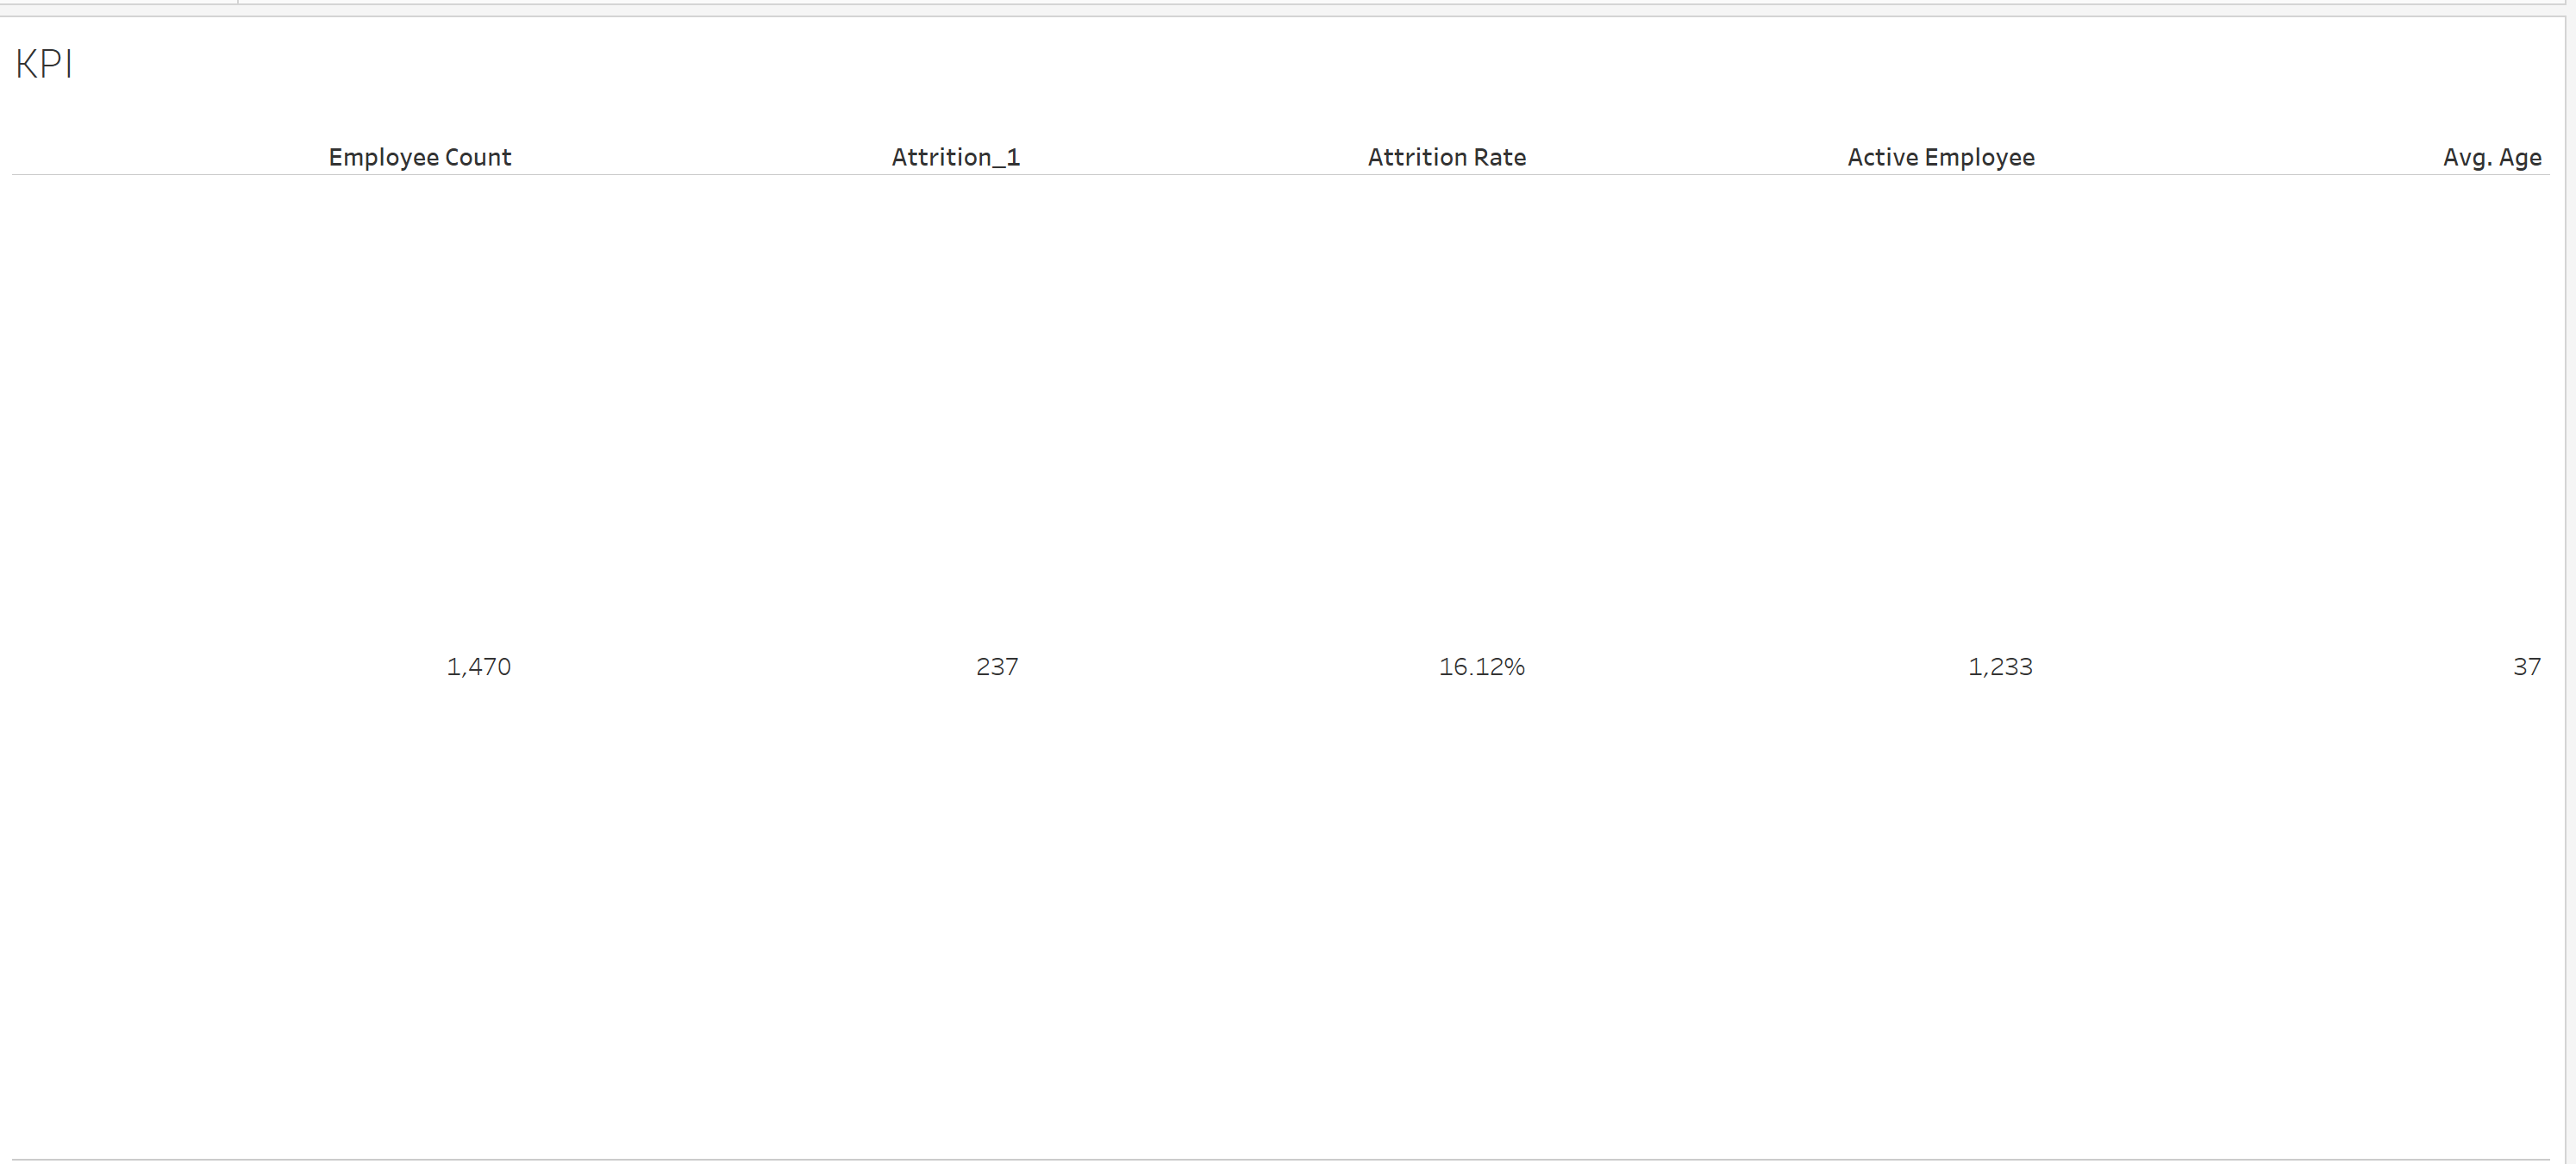 KPI
Employee Count Attrition_1 Attrition Rate Active Employee Avg. Age
1,470 237 16.12% 1,233 37